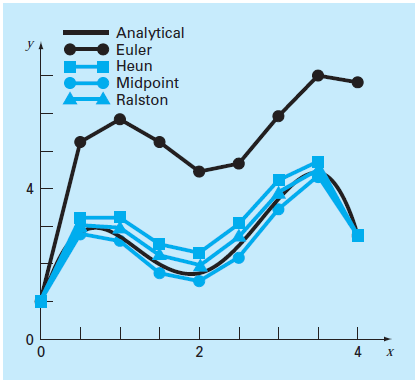 y
Analytical
Euler
Heun
Midpoint
Ralston
4
0
0 2 4 x